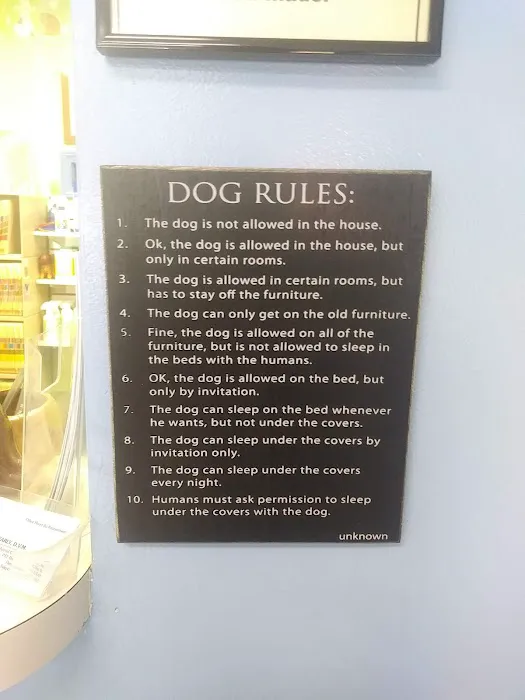 DOG RULES:
1. The dog is not allowed in the house.
2. Ok, the dog is allowed in the house, but
only in certain rooms.
3. The dog is allowed in certain rooms, but
has to stay off the furniture.
4. The dog can only get on the old furniture.
5. Fine, the dog is allowed on all of the
furniture, but is not allowed to sleep in
the beds with the humans.
6. OK, the dog is allowed on the bed, but
only by invitation.
7. The dog can sleep on the bed whenever
he wants, but not under the covers.
8. The dog can sleep under the covers by
invitation only.
9. The dog can sleep under the covers
every night.
10. Humans must ask permission to sleep
under the covers with the dog.
unknown